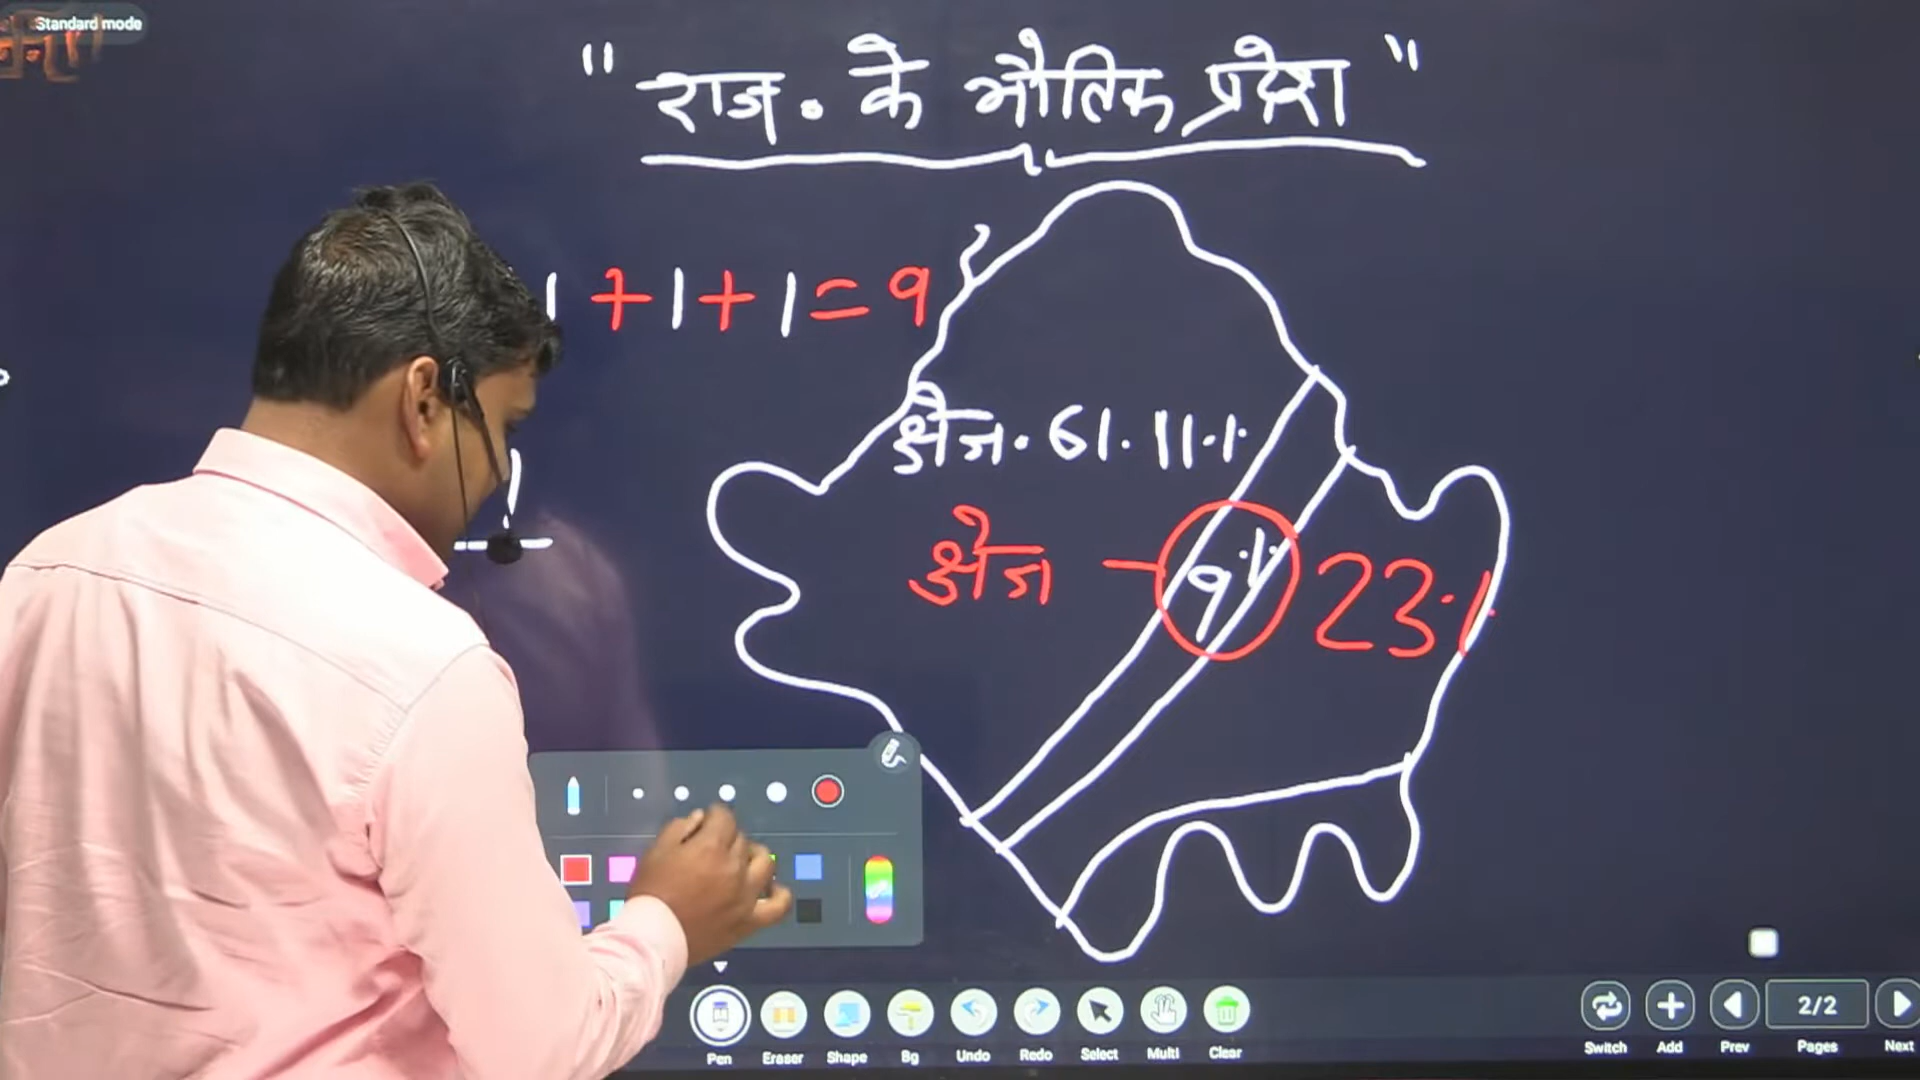 Standard mode
" राज. के भौतिक प्रदेश "
1 + 1 + 1 = 9
क्षेत्र. 61.11.%
क्षेत्र - 9% 23.%
Pen Eraser Shape Bg Undo Redo Select Multi Clear
Switch Add Prev 2/2 Pages Next